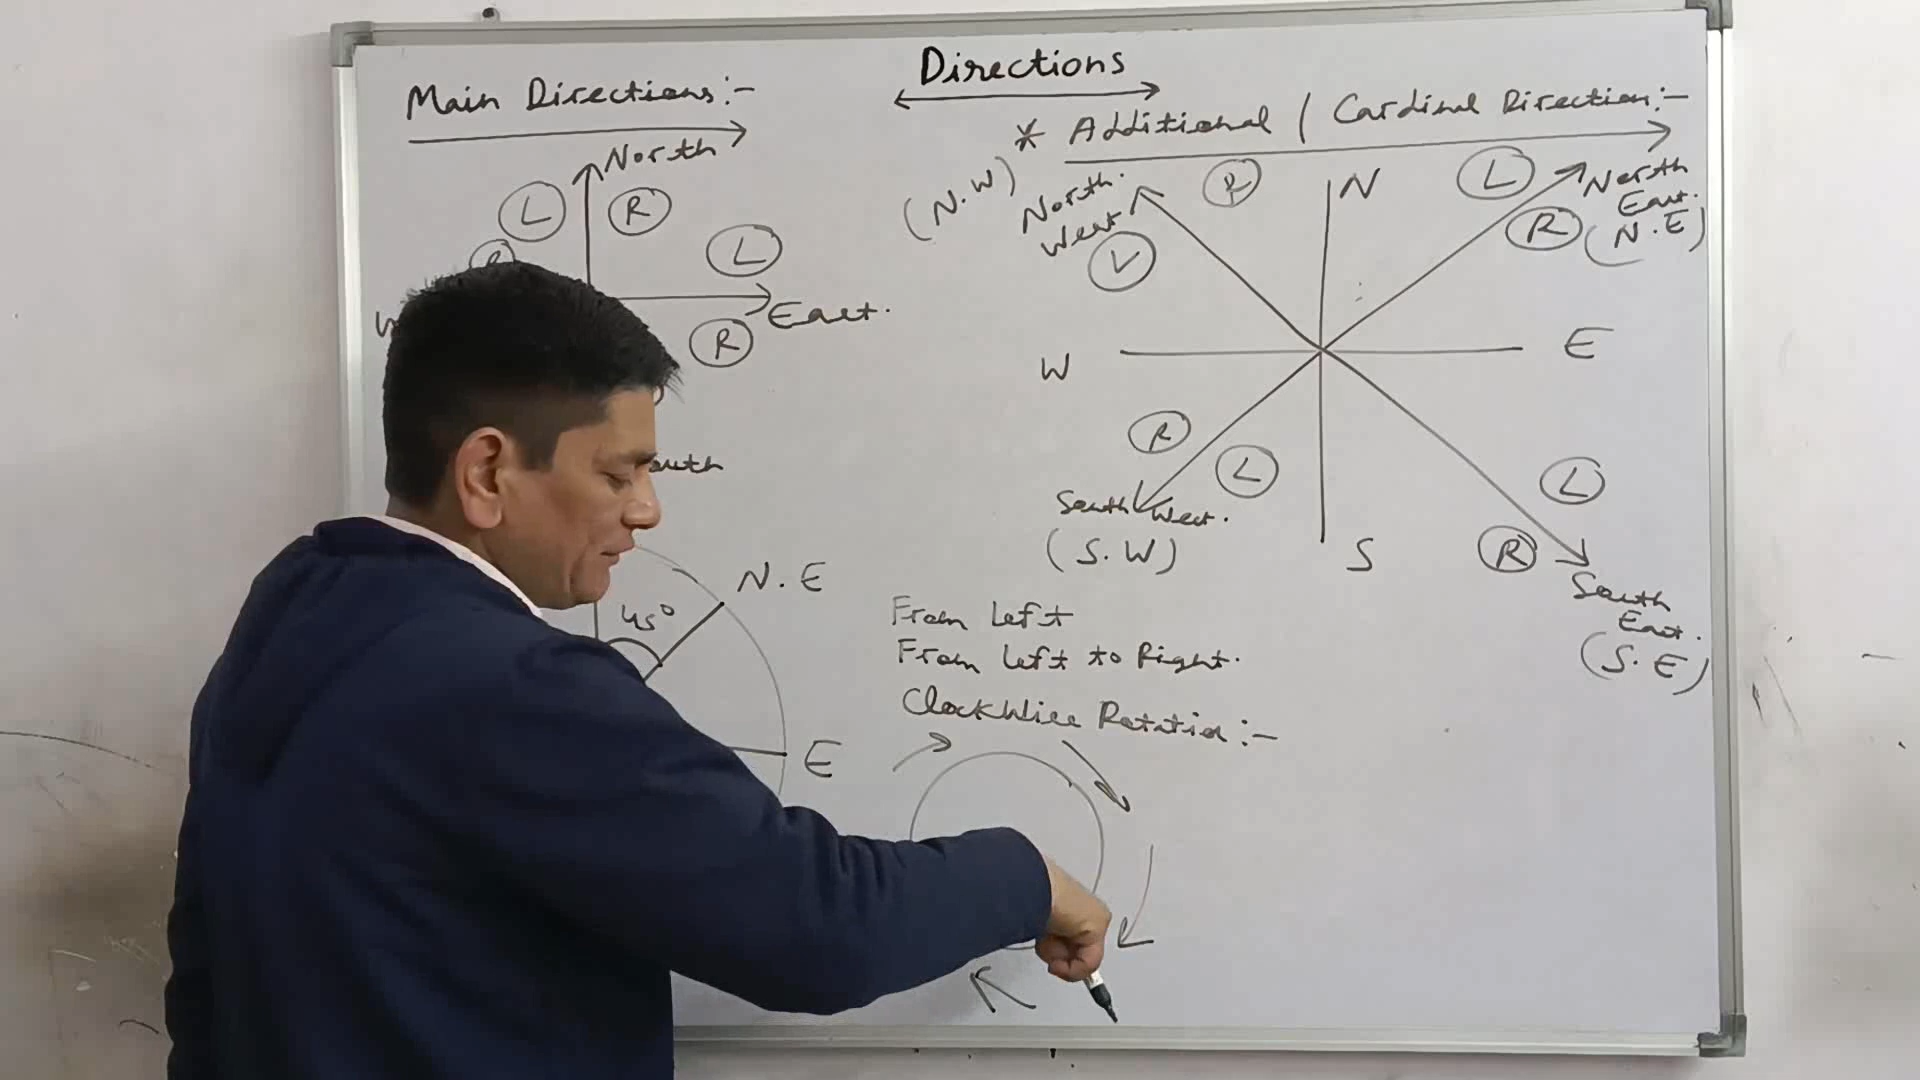 Directions
Main Directions:-
North
L
R
R
L
East.
R
N.E
45°
E
* Additional / Cardinal Direction:-
(N.W)
North.
West
R
N
L
North
East.
(N.E)
R
L
W
E
R
L
L
South West.
(S.W)
S
R
South
East.
(S.E)
From Left
From Left to Right.
ClockWise Rotation:-